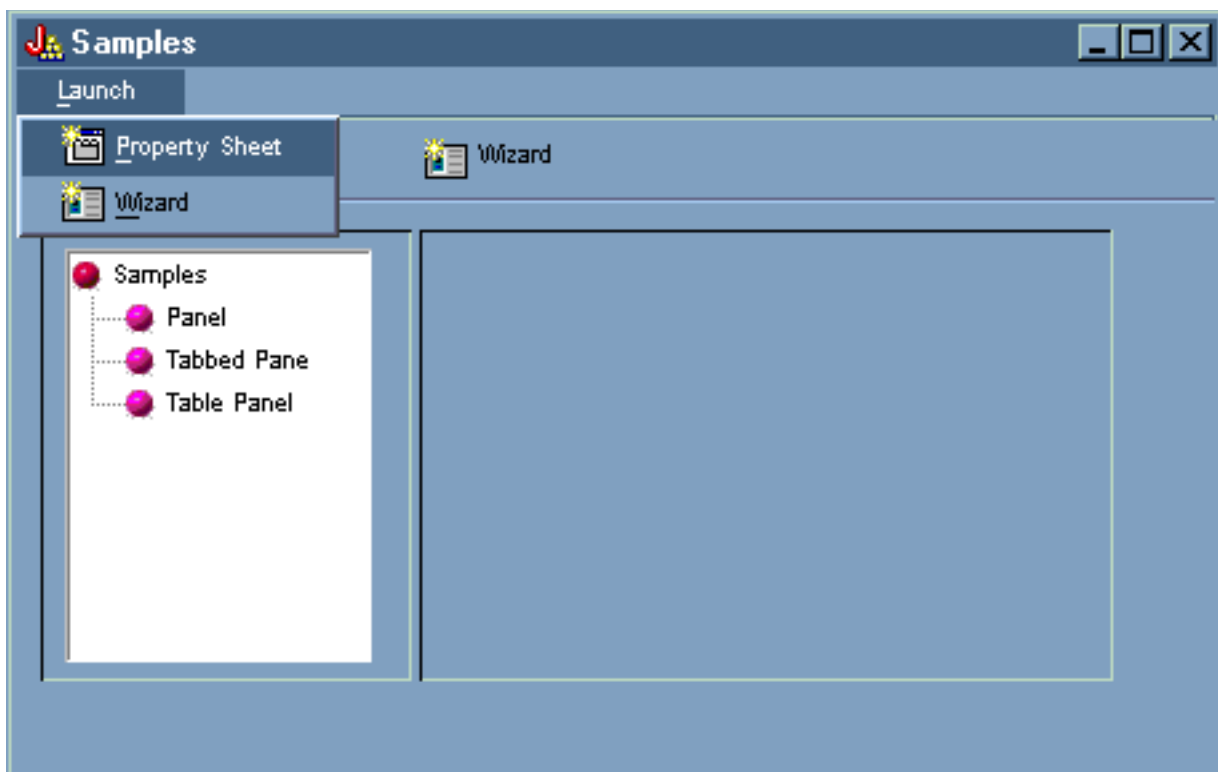 Samples
Launch
Property Sheet
Wizard
Wizard
Samples
Panel
Tabbed Pane
Table Panel